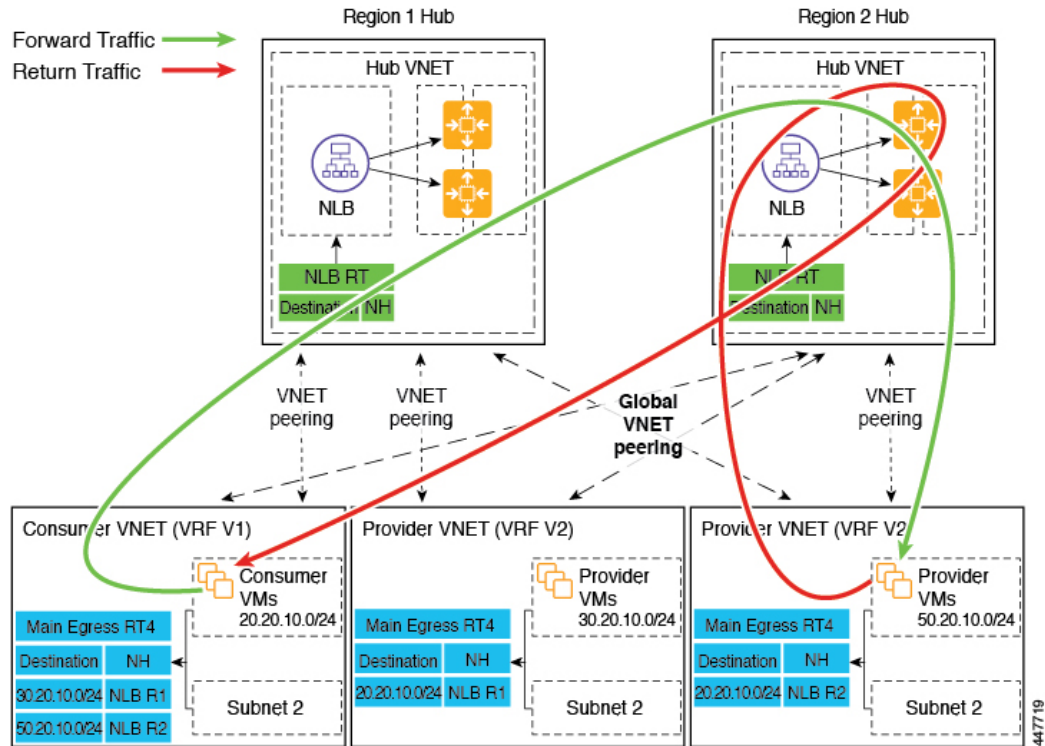 Region 1 Hub
Region 2 Hub
Forward Traffic
Return Traffic
Hub VNET
Hub VNET
NLB
NLB
NLB RT
Destination NH
NLB RT
Destination NH
VNET
peering
VNET
peering
Global
VNET
peering
VNET
peering
Consumer VNET (VRF V1)
Provider VNET (VRF V2)
Provider VNET (VRF V2
Consumer
VMs
20.20.10.0/24
Provider
VMs
30.20.10.0/24
Provider
VMs
50.20.10.0/24
Main Egress RT4
Destination NH
30.20.10.0/24 NLB R1
50.20.10.0/24 NLB R2
Subnet 2
Main Egress RT4
Destination NH
20.20.10.0/24 NLB R1
Subnet 2
Main Egress RT4
Destination NH
20.20.10.0/24 NLB R2
Subnet 2
447719